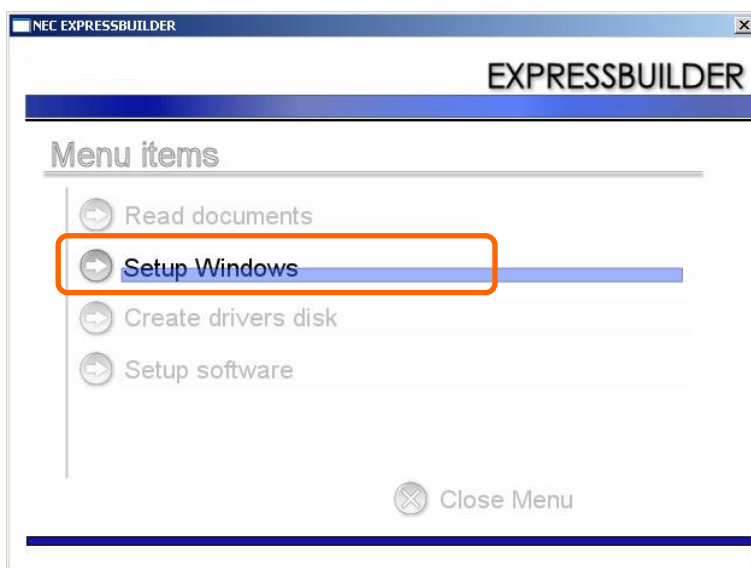 NEC EXPRESSBUILDER
EXPRESSBUILDER
Menu items
Read documents
Setup Windows
Create drivers disk
Setup software
Close Menu